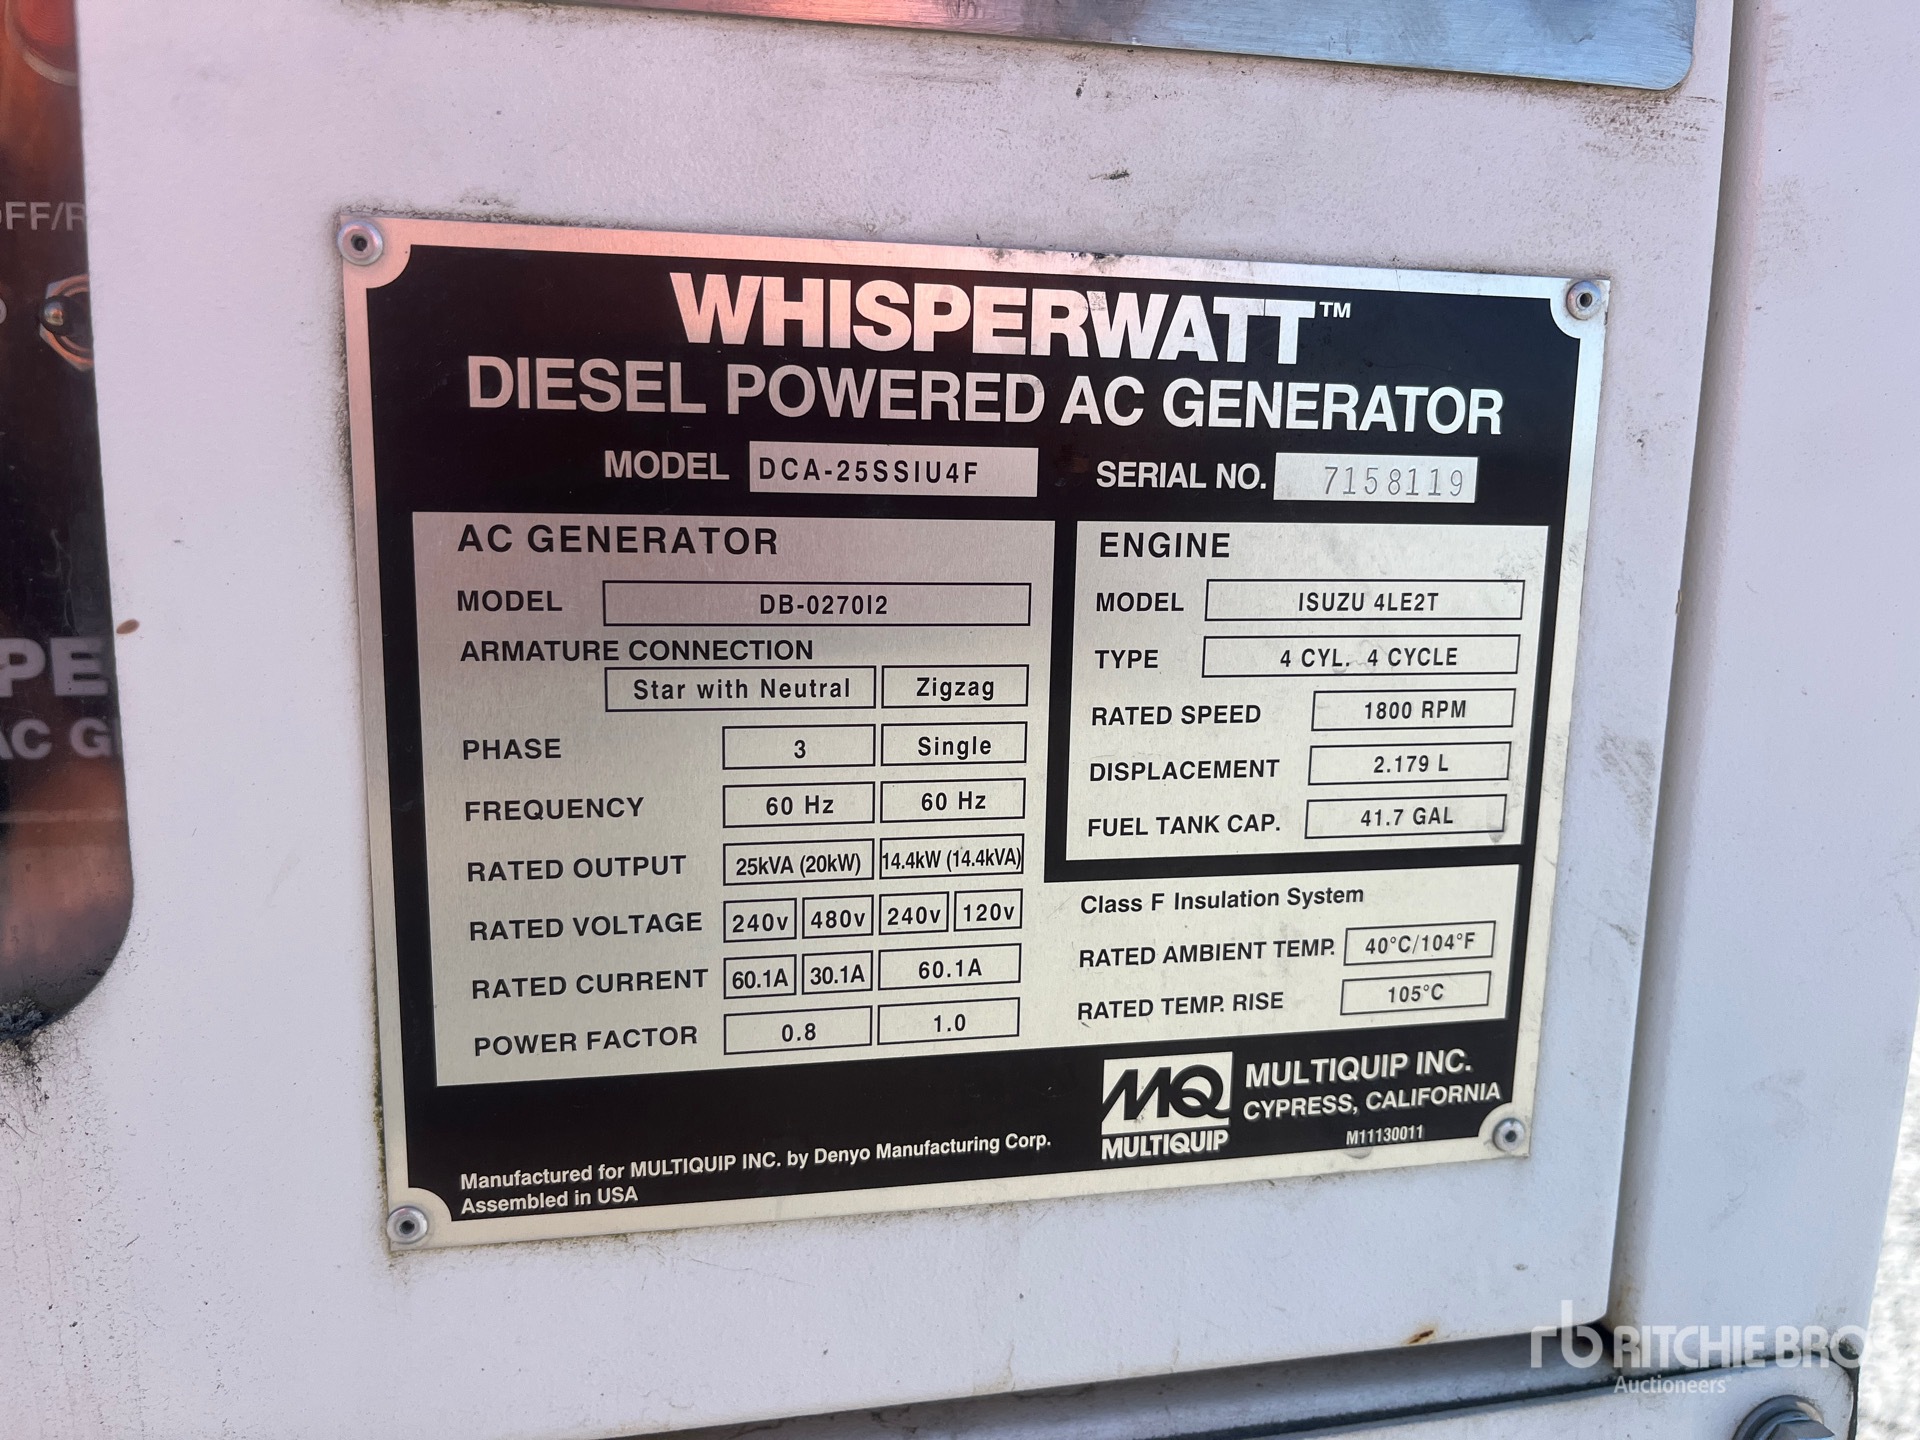 OFF/R
PE
AC G
WHISPERWATT™
DIESEL POWERED AC GENERATOR
MODEL DCA-25SSIU4F SERIAL NO. 7158119
AC GENERATOR
MODEL DB-0270I2
ARMATURE CONNECTION
Star with Neutral Zigzag
PHASE 3 Single
FREQUENCY 60 Hz 60 Hz
RATED OUTPUT 25kVA (20kW) 14.4kW (14.4kVA)
RATED VOLTAGE 240v 480v 240v 120v
RATED CURRENT 60.1A 30.1A 60.1A
POWER FACTOR 0.8 1.0
ENGINE
MODEL ISUZU 4LE2T
TYPE 4 CYL. 4 CYCLE
RATED SPEED 1800 RPM
DISPLACEMENT 2.179 L
FUEL TANK CAP. 41.7 GAL
Class F Insulation System
RATED AMBIENT TEMP. 40°C/104°F
RATED TEMP. RISE 105°C
Manufactured for MULTIQUIP INC. by Denyo Manufacturing Corp.
Assembled in USA
MQ
MULTIQUIP
MULTIQUIP INC.
CYPRESS, CALIFORNIA
M11130011
rb RITCHIE BRO
Auctioneers